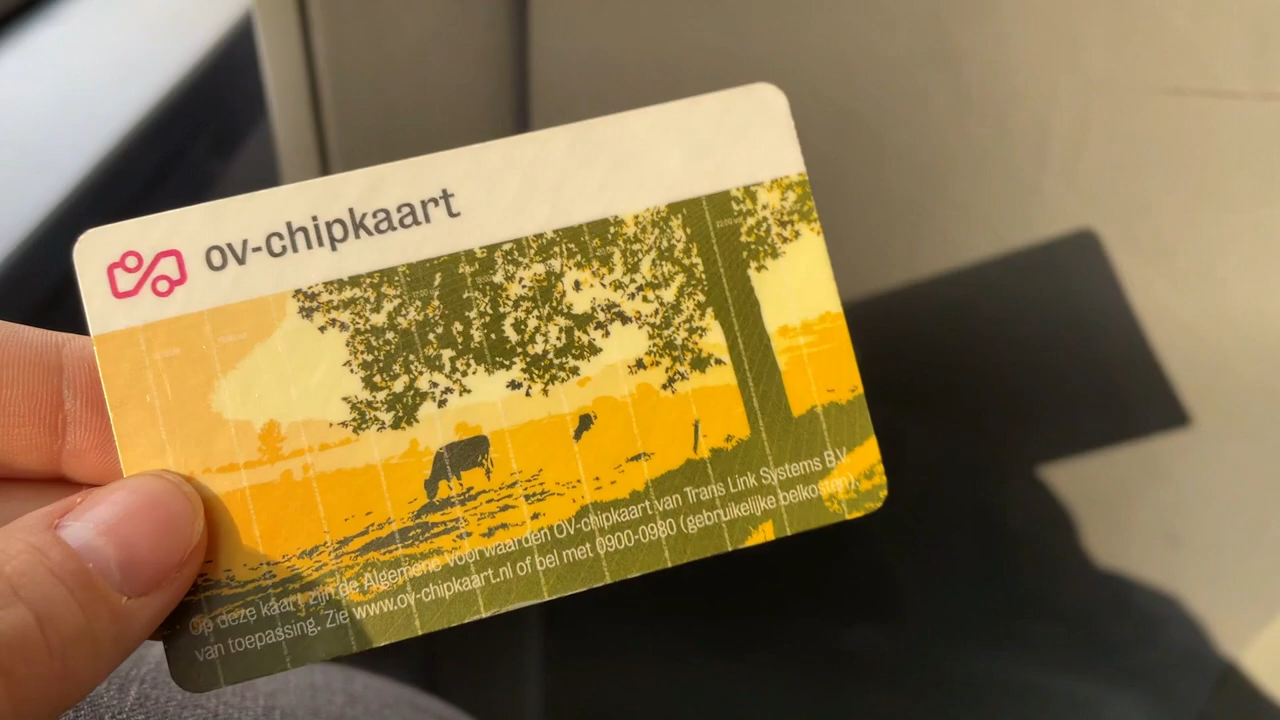 ov-chipkaart
Op deze kaart zijn de Algemene Voorwaarden OV-chipkaart van Trans Link Systems B.V.
van toepassing. Zie www.ov-chipkaart.nl of bel met 0900-0980 (gebruikelijke belkosten).